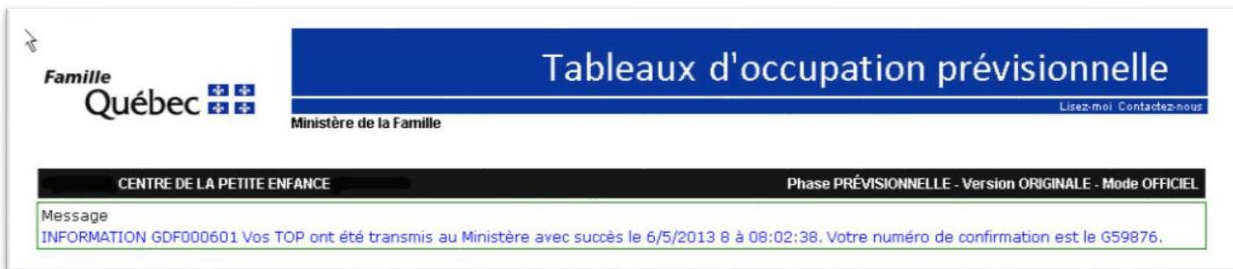 Famille
Québec
Tableaux d'occupation prévisionnelle
Lisez-moi Contactez-nous
Ministère de la Famille
CENTRE DE LA PETITE ENFANCE
Phase PRÉVISIONNELLE - Version ORIGINALE - Mode OFFICIEL
Message
INFORMATION GDF000601 Vos TOP ont été transmis au Ministère avec succès le 6/5/2013 8 à 08:02:38. Votre numéro de confirmation est le G59876.